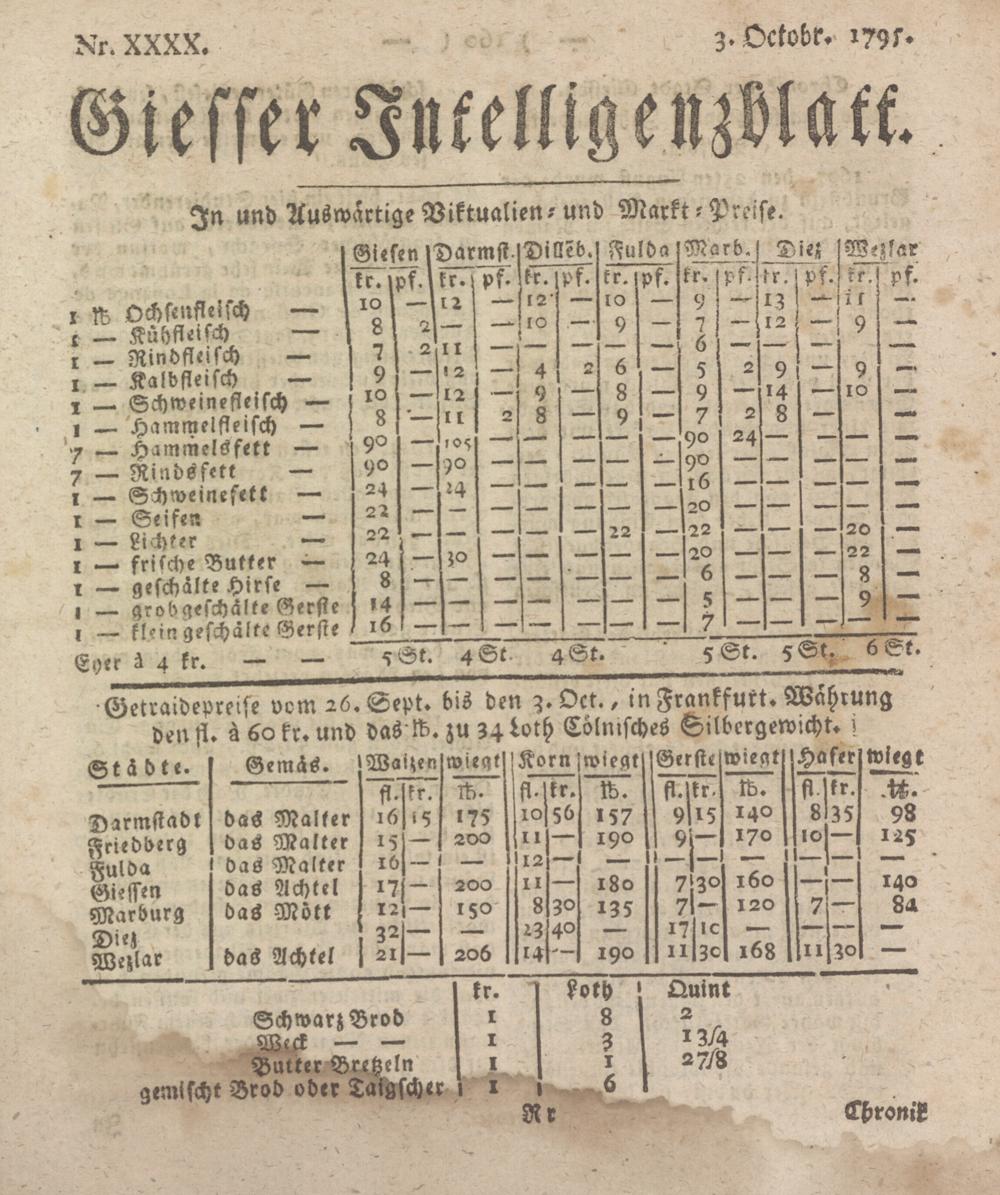 Nr. XXXX. 3. Octobr. 1795.
Giesser Intelligenzblatt.
In und Auswärtige Viktualien- und Markt-Preise.
Giesen Darmst. Dillēb. Fulda Marb. Diez Wezlar
kr. pf. kr. pf. kr. pf. kr. pf. kr. pf. kr. pf. kr. pf.
1 ℔ Ochsenfleisch — 10 — 12 — 12 — 10 — 9 — 13 — 11 —
1 — Kühfleisch — 8 2 — — 10 — 9 — 7 — 12 — 9 —
1 — Rindfleisch — 7 2 11 — — — — — 6 — — — — —
1 — Kalbfleisch — 9 — 12 — 4 2 6 — 5 2 9 — 9 —
1 — Schweinefleisch — 10 — 12 — 9 — 8 — 9 — 14 — 10 —
1 — Hammelfleisch — 8 — 11 2 8 — 9 — 7 2 8 — — —
7 — Hammelsfett — 90 — 105 — — — — — 90 24 — — — —
7 — Rindsfett — 90 — 90 — — — — — 90 — — — — —
1 — Schweinefett — 24 — 24 — — — — — 16 — — — — —
1 — Seifen — 22 — — — — — — — 20 — — — — —
1 — Lichter — 22 — — — — — 22 — 22 — — — 20 —
1 — frische Butter — 24 — 30 — — — — — 20 — — — 22 —
1 — geschälte Hirse — 8 — — — — — — — 6 — — — 8 —
1 — grobgeschälte Gerste 14 — — — — — — — 5 — — — 9 —
1 — kleingeschälte Gerste 16 — — — — — — — 7 — — — — —
Eyer à 4 kr. — — 5 St. 4 St. 4 St. 5 St. 5 St. 6 St.
Getraidepreise vom 26. Sept. bis den 3. Oct., in Frankfurt. Währung
den fl. à 60 kr. und das ℔. zu 34 Loth Cölnisches Silbergewicht.
Städte. Gemäs. Waizen wiegt Korn wiegt Gerste wiegt Hafer wiegt
fl. kr. ℔. fl. kr. ℔. fl. kr. ℔. fl. kr. ℔.
Darmstadt das Malter 16 15 175 10 56 157 9 15 140 8 35 98
Friedberg das Malter 15 — 200 11 — 190 9 — 170 10 — 125
Fulda das Malter 16 — — 12 — — — — — — — —
Giessen das Achtel 17 — 200 11 — 180 7 30 160 — — 140
Marburg das Mött 12 — 150 8 30 135 7 — 120 7 — 84
Diez 32 — — 23 40 — 17 10 — — — —
Wezlar das Achtel 21 — 206 14 — 190 11 30 168 11 30 —
kr. Loth Quint
Schwarz Brod 1 8 2
Weck — — 1 3 1 3/4
Butter Bretzeln 1 1 2 7/8
gemischt Brod oder Taigscher 1 6
Rr Chronik